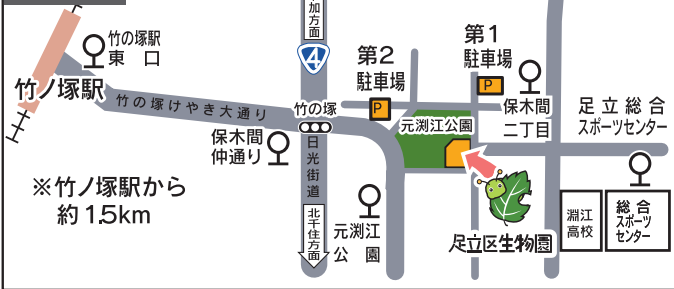 加方面
4
竹の塚駅
東口
竹ノ塚駅
第2
駐車場
P
第1
駐車場
P
竹の塚けやき大通り
竹の塚
元渕江公園
保木間
二丁目
足立総合
スポーツセンター
保木間
仲通り
日光街道
※竹ノ塚駅から
約1.5km
北千住方面
元渕江
公園
足立区生物園
淵江
高校
総合
スポーツ
センター